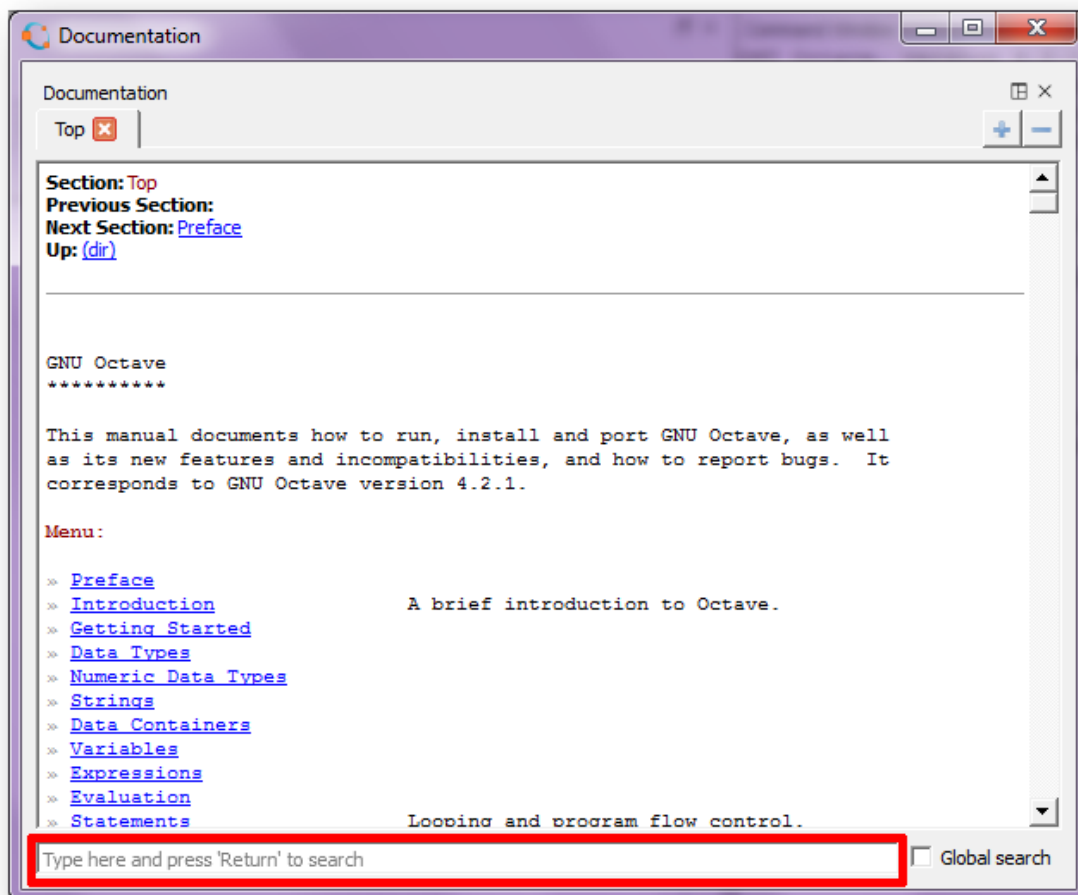 Documentation
Documentation
Top
Section: Top
Previous Section:
Next Section: Preface
Up: (dir)
GNU Octave
**********
This manual documents how to run, install and port GNU Octave, as well
as its new features and incompatibilities, and how to report bugs.  It
corresponds to GNU Octave version 4.2.1.
Menu:
» Preface
» Introduction A brief introduction to Octave.
» Getting Started
» Data Types
» Numeric Data Types
» Strings
» Data Containers
» Variables
» Expressions
» Evaluation
» Statements Looping and program flow control.
Type here and press 'Return' to search Global search